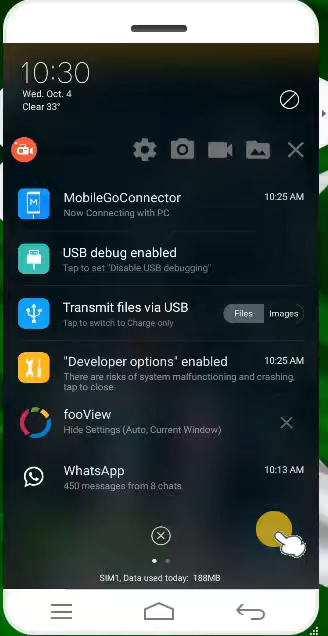 10:30
Wed. Oct. 4
Clear 33°
MobileGoConnector 10:25 AM
Now Connecting with PC
USB debug enabled
Tap to set "Disable USB debugging"
Transmit files via USB Files Images
Tap to switch to Charge only
"Developer options" enabled 10:25 AM
There are risks of system malfunctioning and crashing.
tap to close
fooView
Hide Settings (Auto, Current Window)
WhatsApp 10:13 AM
450 messages from 8 chats.
SIM1, Data used today: 188MB